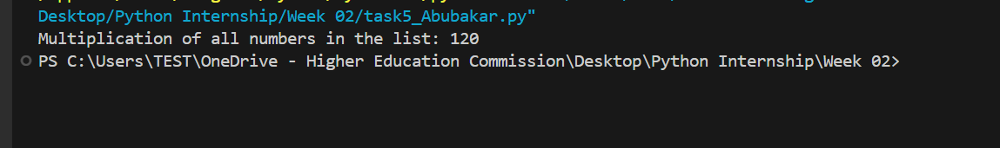 Desktop/Python Internship/Week 02/task5_Abubakar.py"
Multiplication of all numbers in the list: 120
PS C:\Users\TEST\OneDrive - Higher Education Commission\Desktop\Python Internship\Week 02>